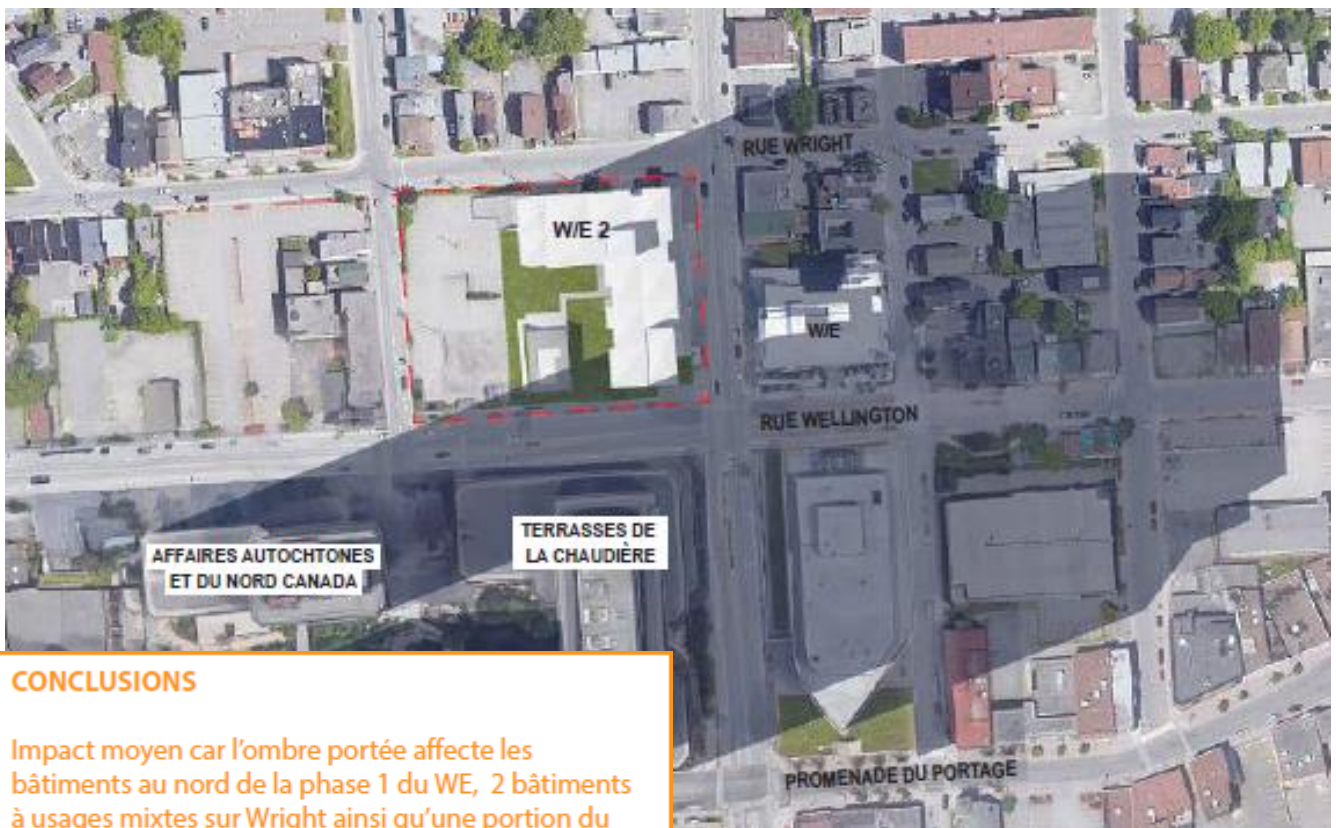 RUE WRIGHT
W/E 2
W/E
RUE WELLINGTON
TERRASSES DE
LA CHAUDIÈRE
AFFAIRES AUTOCHTONES
ET DU NORD CANADA
PROMENADE DU PORTAGE
CONCLUSIONS
Impact moyen car l'ombre portée affecte les
bâtiments au nord de la phase 1 du WE, 2 bâtiments
à usages mixtes sur Wright ainsi qu'une portion du